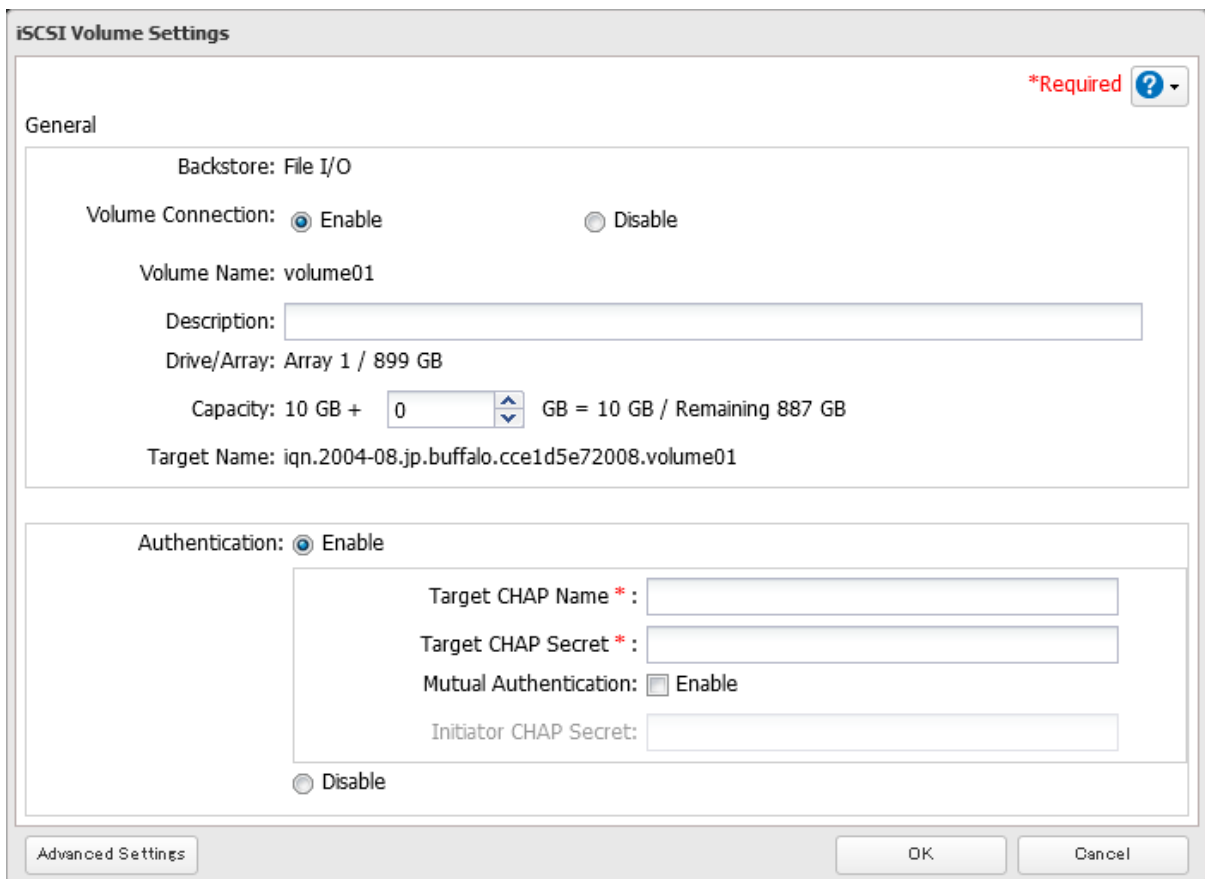 iSCSI Volume Settings
*Required ?
General
Backstore: File I/O
Volume Connection: Enable Disable
Volume Name: volume01
Description:
Drive/Array: Array 1 / 899 GB
Capacity: 10 GB + 0 GB = 10 GB / Remaining 887 GB
Target Name: iqn.2004-08.jp.buffalo.cce1d5e72008.volume01
Authentication: Enable
Target CHAP Name * :
Target CHAP Secret * :
Mutual Authentication: Enable
Initiator CHAP Secret:
Disable
Advanced Settings OK Cancel